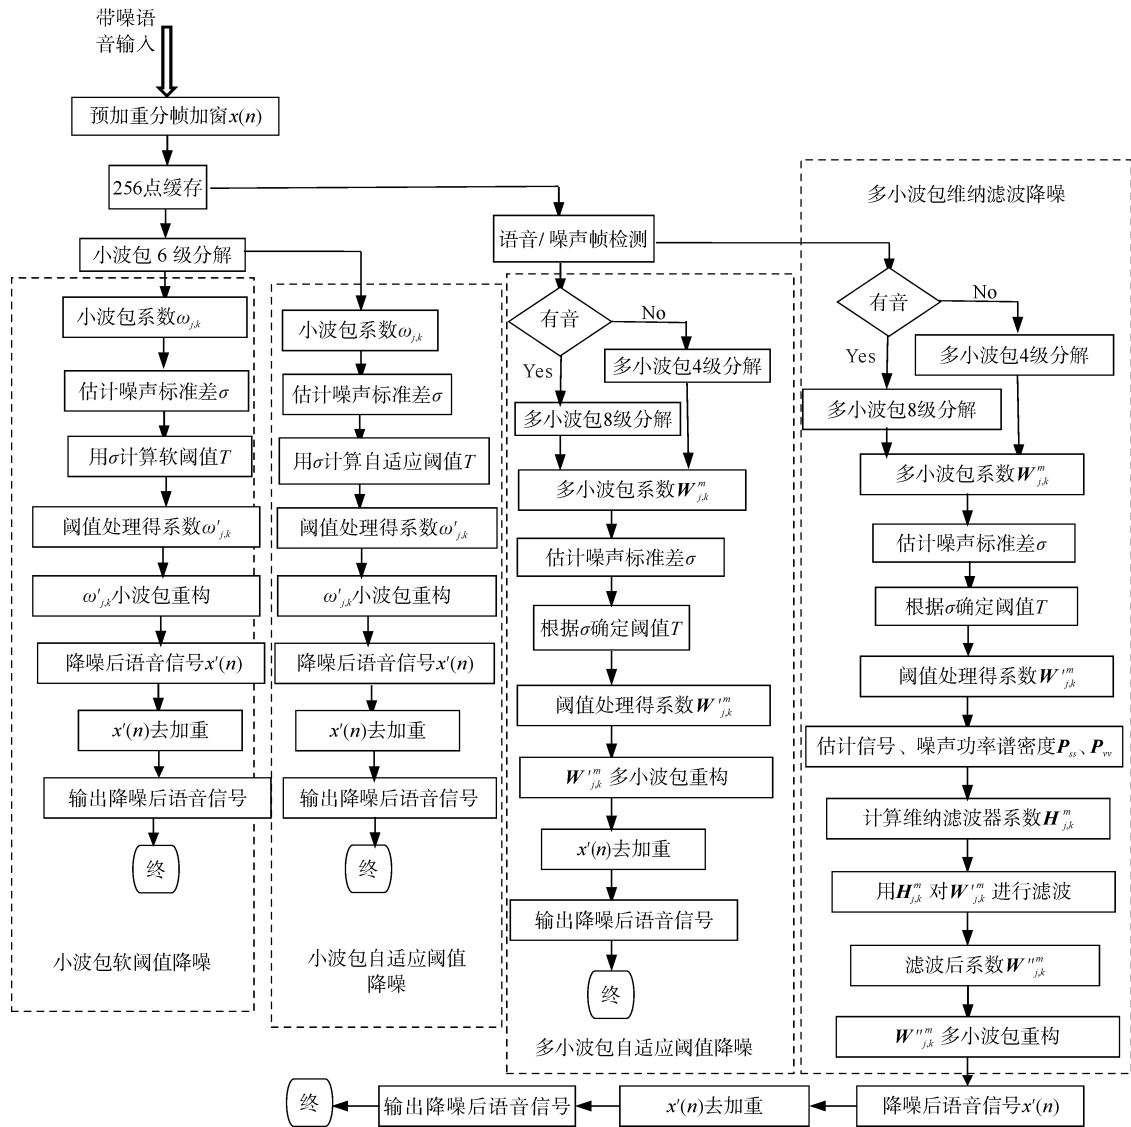 带噪语
音输入
预加重分帧加窗x(n)
256点缓存
小波包 6 级分解
小波包系数ω_{j,k}
估计噪声标准差σ
用σ计算软阈值T
阈值处理得系数ω'_{j,k}
ω'_{j,k}小波包重构
降噪后语音信号x'(n)
x'(n)去加重
输出降噪后语音信号
终
小波包软阈值降噪
小波包系数ω_{j,k}
估计噪声标准差σ
用σ计算自适应阈值T
阈值处理得系数ω'_{j,k}
ω'_{j,k}小波包重构
降噪后语音信号x'(n)
x'(n)去加重
输出降噪后语音信号
终
小波包自适应阈值
降噪
语音/ 噪声帧检测
有音
No
Yes
多小波包4级分解
多小波包8级分解
多小波包系数W^m_{j,k}
估计噪声标准差σ
根据σ确定阈值T
阈值处理得系数W'^m_{j,k}
W'^m_{j,k} 多小波包重构
x'(n)去加重
输出降噪后语音信号
终
多小波包自适应阈值降噪
多小波包维纳滤波降噪
有音
No
Yes
多小波包4级分解
多小波包8级分解
多小波包系数W^m_{j,k}
估计噪声标准差σ
根据σ确定阈值T
阈值处理得系数W'^m_{j,k}
估计信号、噪声功率谱密度P_{ss}、P_{vv}
计算维纳滤波器系数H^m_{j,k}
用H^m_{j,k} 对W'^m_{j,k} 进行滤波
滤波后系数W''^m_{j,k}
W''^m_{j,k} 多小波包重构
降噪后语音信号x'(n)
x'(n)去加重
输出降噪后语音信号
终